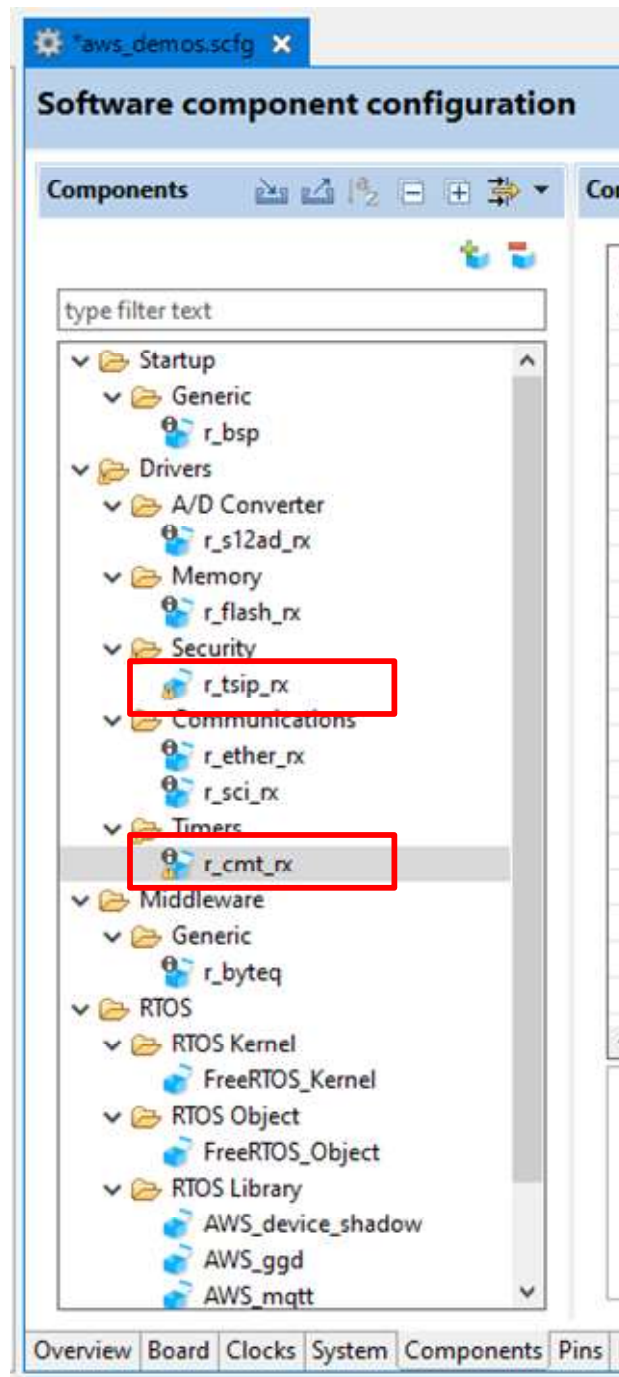 *aws_demos.scfg
Software component configuration
Components
Co
type filter text
Startup
Generic
r_bsp
Drivers
A/D Converter
r_s12ad_rx
Memory
r_flash_rx
Security
r_tsip_rx
Communications
r_ether_rx
r_sci_rx
Timers
r_cmt_rx
Middleware
Generic
r_byteq
RTOS
RTOS Kernel
FreeRTOS_Kernel
RTOS Object
FreeRTOS_Object
RTOS Library
AWS_device_shadow
AWS_ggd
AWS_mqtt
Overview Board Clocks System Components Pins